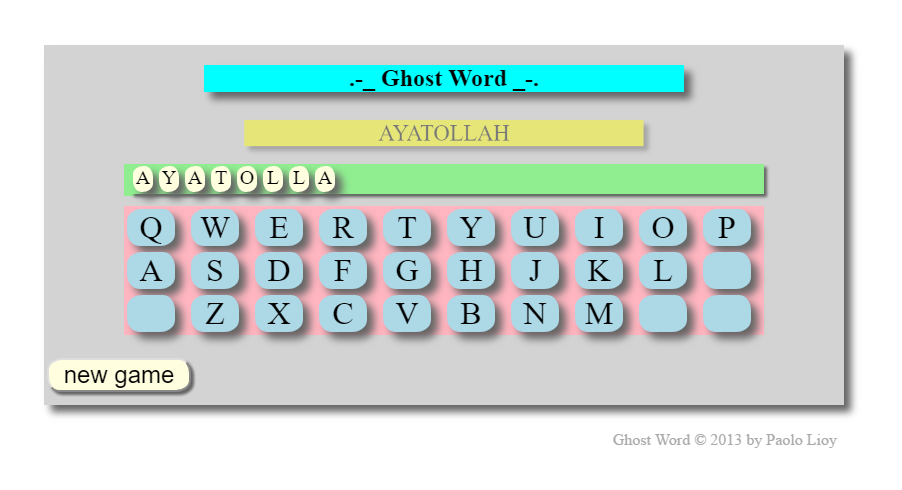 .-_ Ghost Word _-.
AYATOLLAH
A Y A T O L L A
Q W E R T Y U I O P
A S D F G H J K L
Z X C V B N M
new game
Ghost Word © 2013 by Paolo Lioy